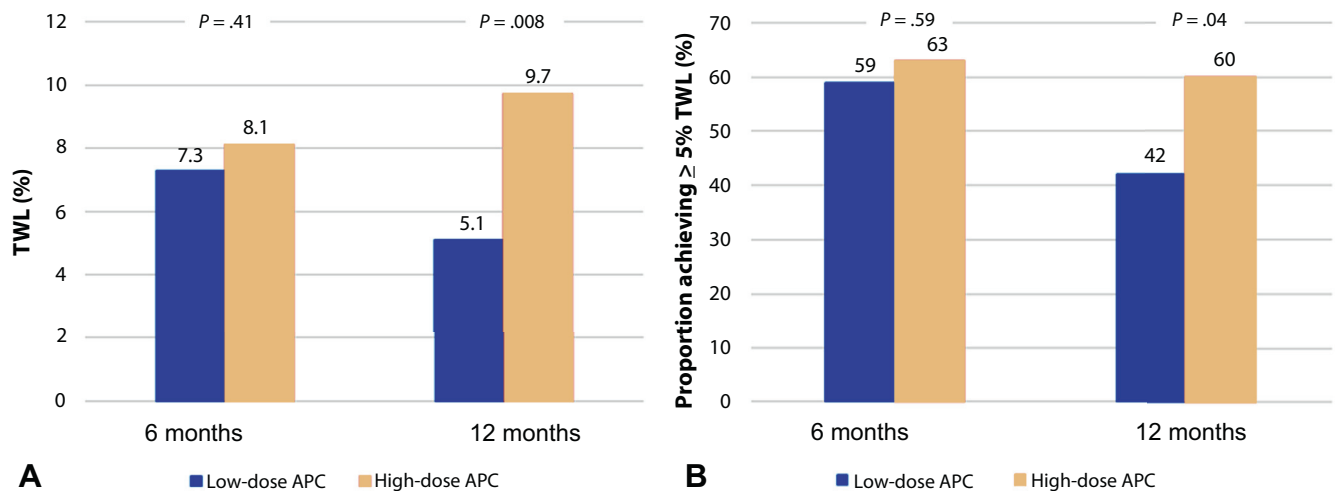 TWL (%)
12
10
8
6
4
2
0
P = .41
P = .008
7.3
8.1
5.1
9.7
6 months
12 months
A
Low-dose APC
High-dose APC
Proportion achieving ≥ 5% TWL (%)
70
60
50
40
30
20
10
0
P = .59
P = .04
59
63
42
60
6 months
12 months
B
Low-dose APC
High-dose APC